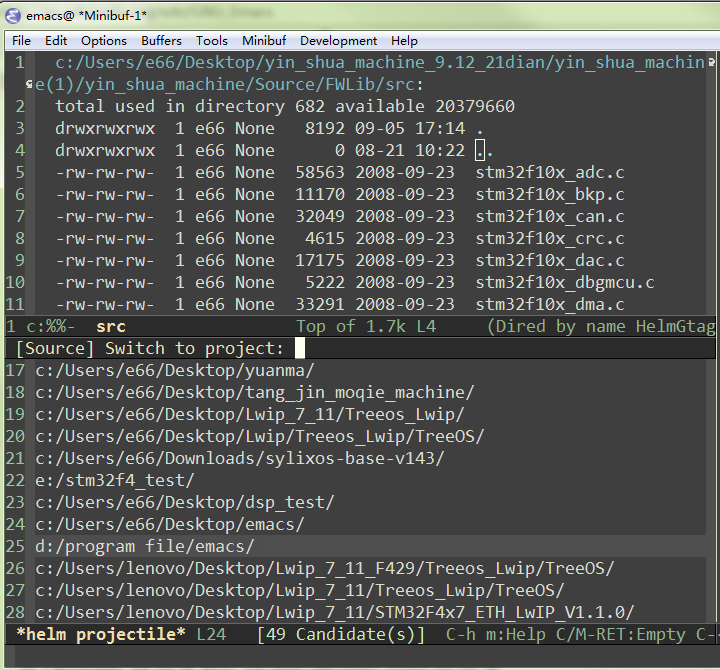 emacs@ *Minibuf-1*
File Edit Options Buffers Tools Minibuf Development Help
1 c:/Users/e66/Desktop/yin_shua_machine_9.12_21dian/yin_shua_machin
e(1)/yin_shua_machine/Source/FWLib/src:
2 total used in directory 682 available 20379660
3 drwxrwxrwx 1 e66 None 8192 09-05 17:14 .
4 drwxrwxrwx 1 e66 None 0 08-21 10:22 ..
5 -rw-rw-rw- 1 e66 None 58563 2008-09-23 stm32f10x_adc.c
6 -rw-rw-rw- 1 e66 None 11170 2008-09-23 stm32f10x_bkp.c
7 -rw-rw-rw- 1 e66 None 32049 2008-09-23 stm32f10x_can.c
8 -rw-rw-rw- 1 e66 None 4615 2008-09-23 stm32f10x_crc.c
9 -rw-rw-rw- 1 e66 None 17175 2008-09-23 stm32f10x_dac.c
10 -rw-rw-rw- 1 e66 None 5222 2008-09-23 stm32f10x_dbgmcu.c
11 -rw-rw-rw- 1 e66 None 33291 2008-09-23 stm32f10x_dma.c
1 c:%%- src Top of 1.7k L4 (Dired by name HelmGtag
[Source] Switch to project:
17 c:/Users/e66/Desktop/yuanma/
18 c:/Users/e66/Desktop/tang_jin_moqie_machine/
19 c:/Users/e66/Desktop/Lwip_7_11/Treeos_Lwip/
20 c:/Users/e66/Desktop/Lwip/Treeos_Lwip/TreeOS/
21 c:/Users/e66/Downloads/sylixos-base-v143/
22 e:/stm32f4_test/
23 c:/Users/e66/Desktop/dsp_test/
24 c:/Users/e66/Desktop/emacs/
25 d:/program file/emacs/
26 c:/Users/lenovo/Desktop/Lwip_7_11_F429/Treeos_Lwip/TreeOS/
27 c:/Users/lenovo/Desktop/Lwip_7_11/Treeos_Lwip/TreeOS/
28 c:/Users/lenovo/Desktop/Lwip_7_11/STM32F4x7_ETH_LwIP_V1.1.0/
*helm projectile* L24 [49 Candidate(s)] C-h m:Help C/M-RET:Empty C-